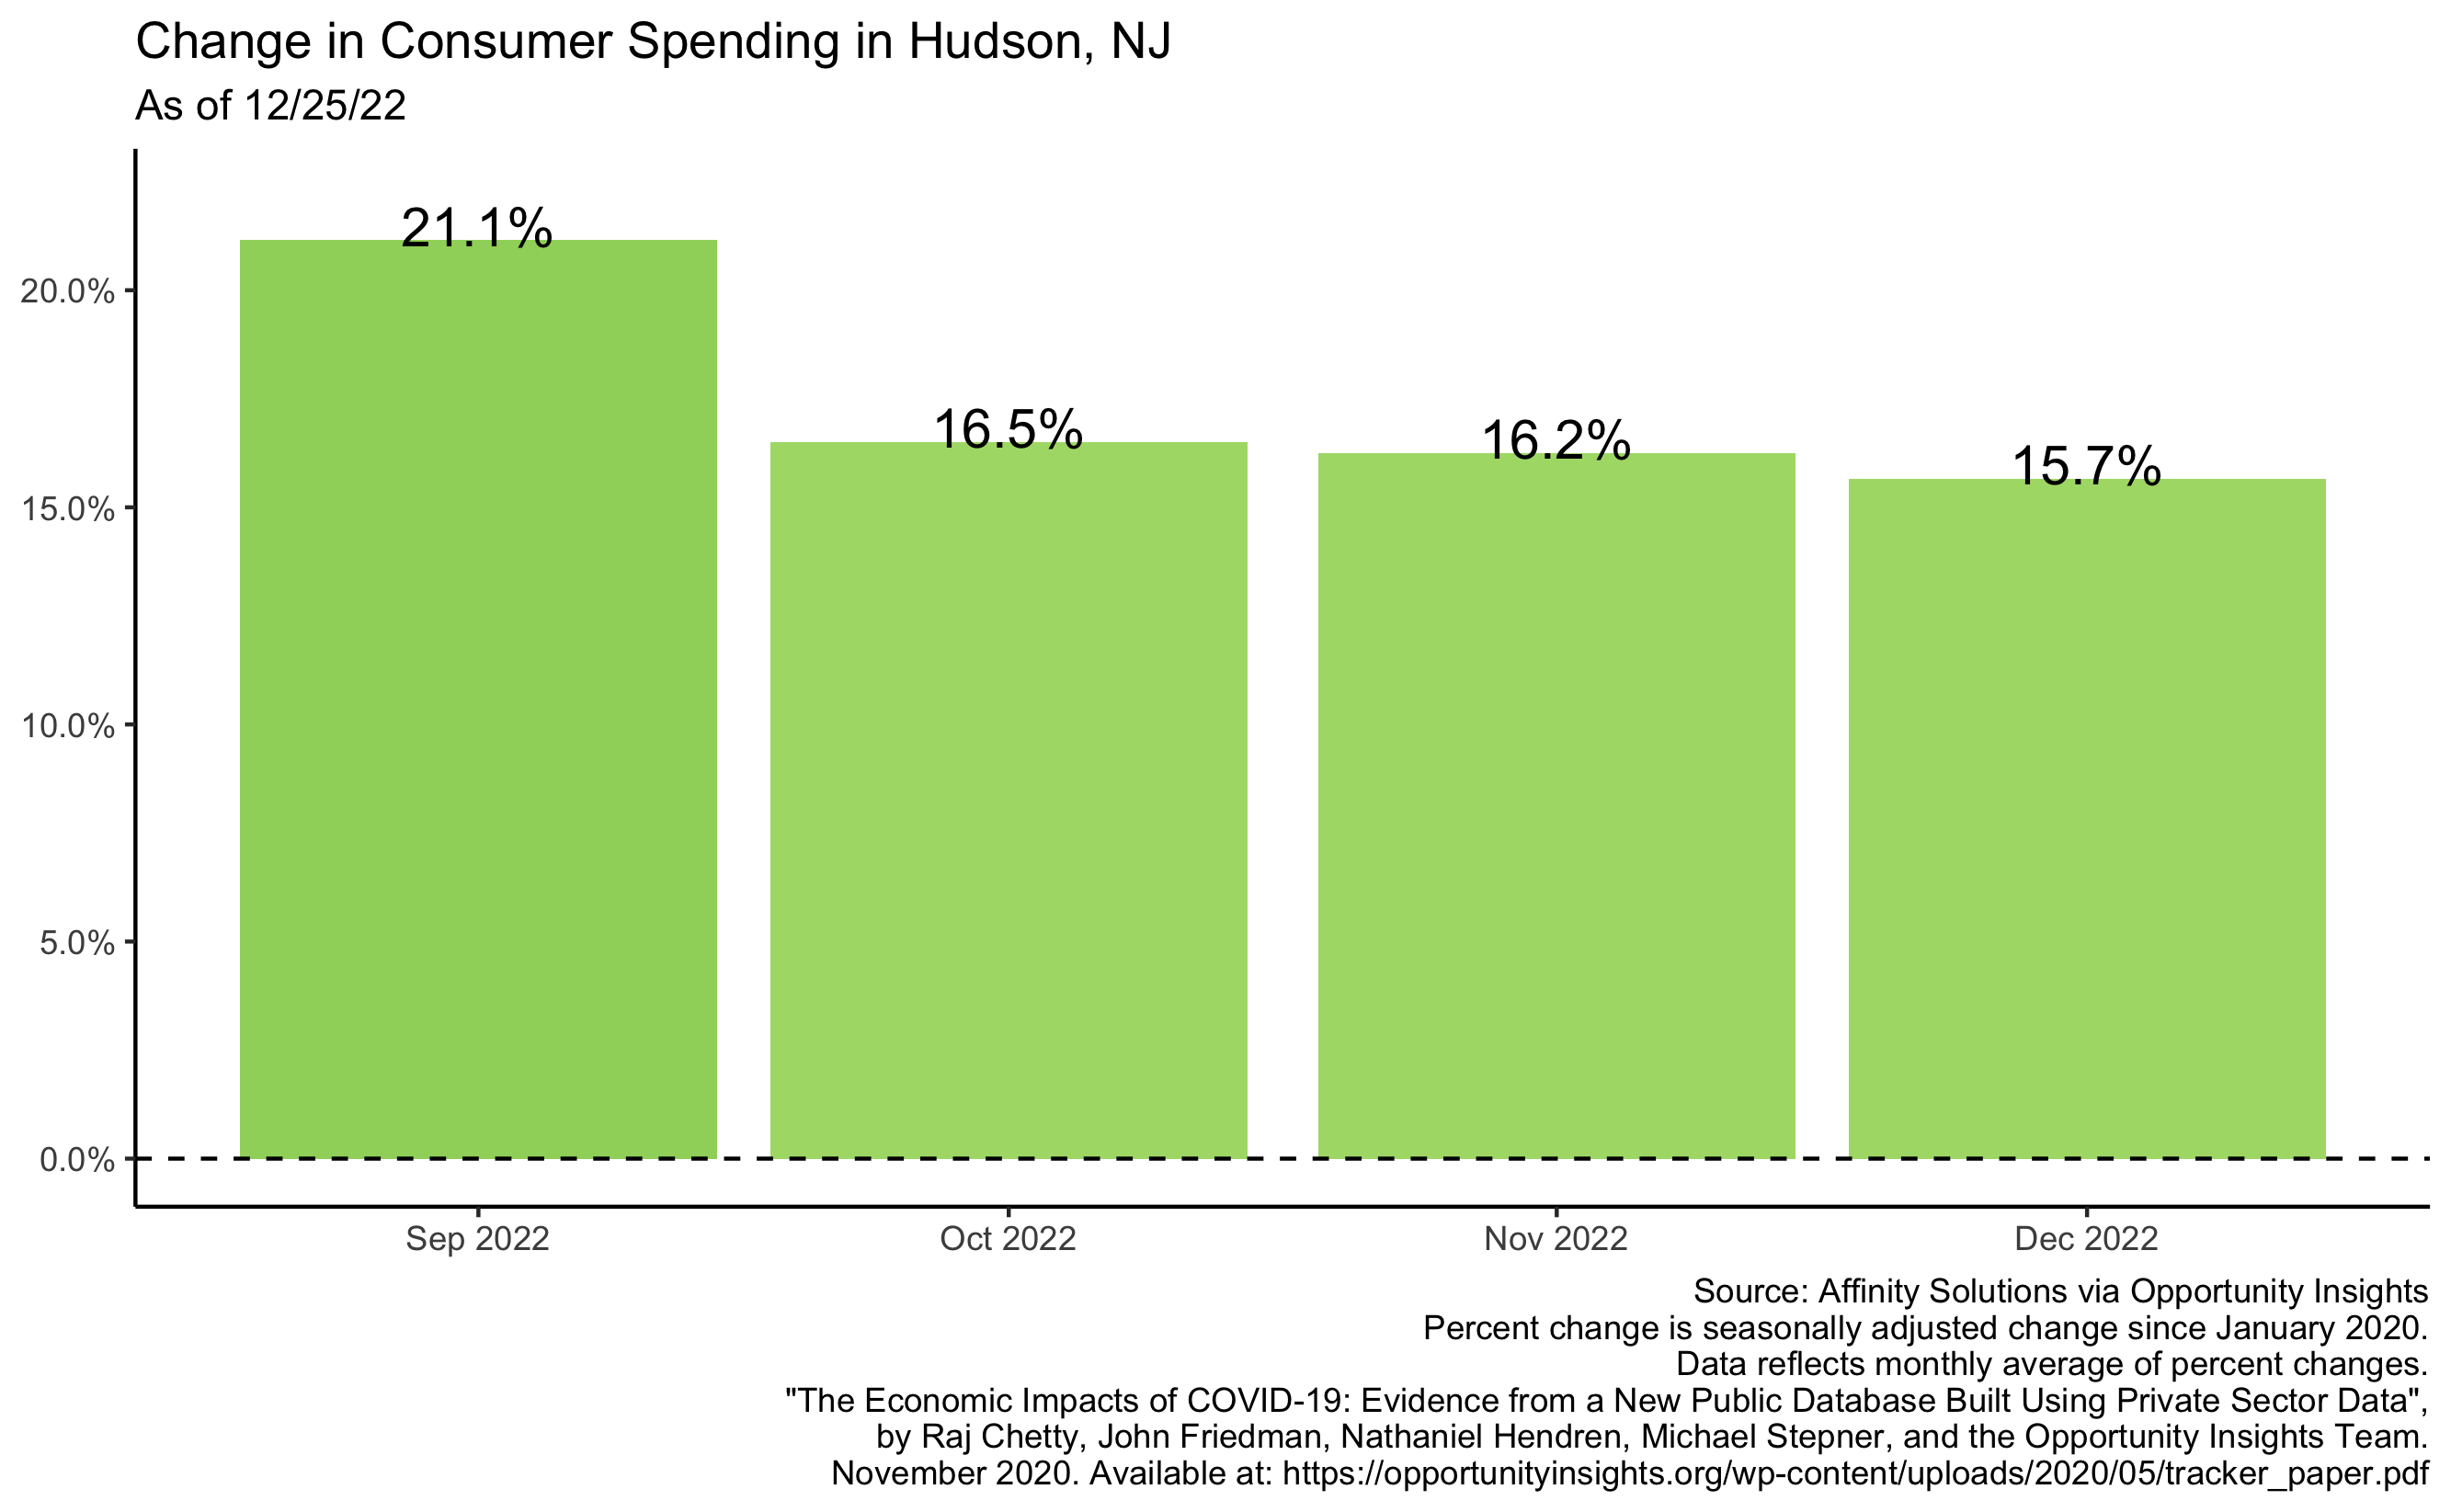 Change in Consumer Spending in Hudson, NJ
As of 12/25/22
21.1%
16.5%
16.2%
15.7%
20.0%
15.0%
10.0%
5.0%
0.0%
Sep 2022
Oct 2022
Nov 2022
Dec 2022
Source: Affinity Solutions via Opportunity Insights
Percent change is seasonally adjusted change since January 2020.
Data reflects monthly average of percent changes.
"The Economic Impacts of COVID-19: Evidence from a New Public Database Built Using Private Sector Data",
by Raj Chetty, John Friedman, Nathaniel Hendren, Michael Stepner, and the Opportunity Insights Team.
November 2020. Available at: https://opportunityinsights.org/wp-content/uploads/2020/05/tracker_paper.pdf